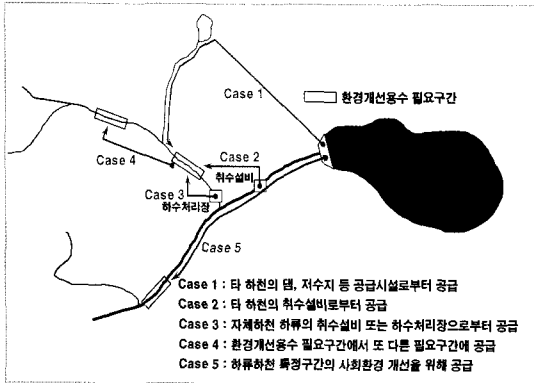 Case 1
환경개선용수 필요구간
Case 2
취수설비
Case 4
Case 3
하수처리장
Case 5
Case 1 : 타 하천의 댐, 저수지 등 공급시설로부터 공급
Case 2 : 타 하천의 취수설비로부터 공급
Case 3 : 자체하천 하류의 취수설비 또는 하수처리장으로부터 공급
Case 4 : 환경개선용수 필요구간에서 또 다른 필요구간에 공급
Case 5 : 하류하천 특정구간의 사회환경 개선을 위해 공급